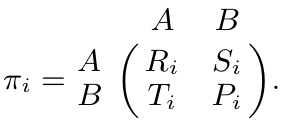 A B
π_i = A ( R_i S_i
B T_i P_i ).